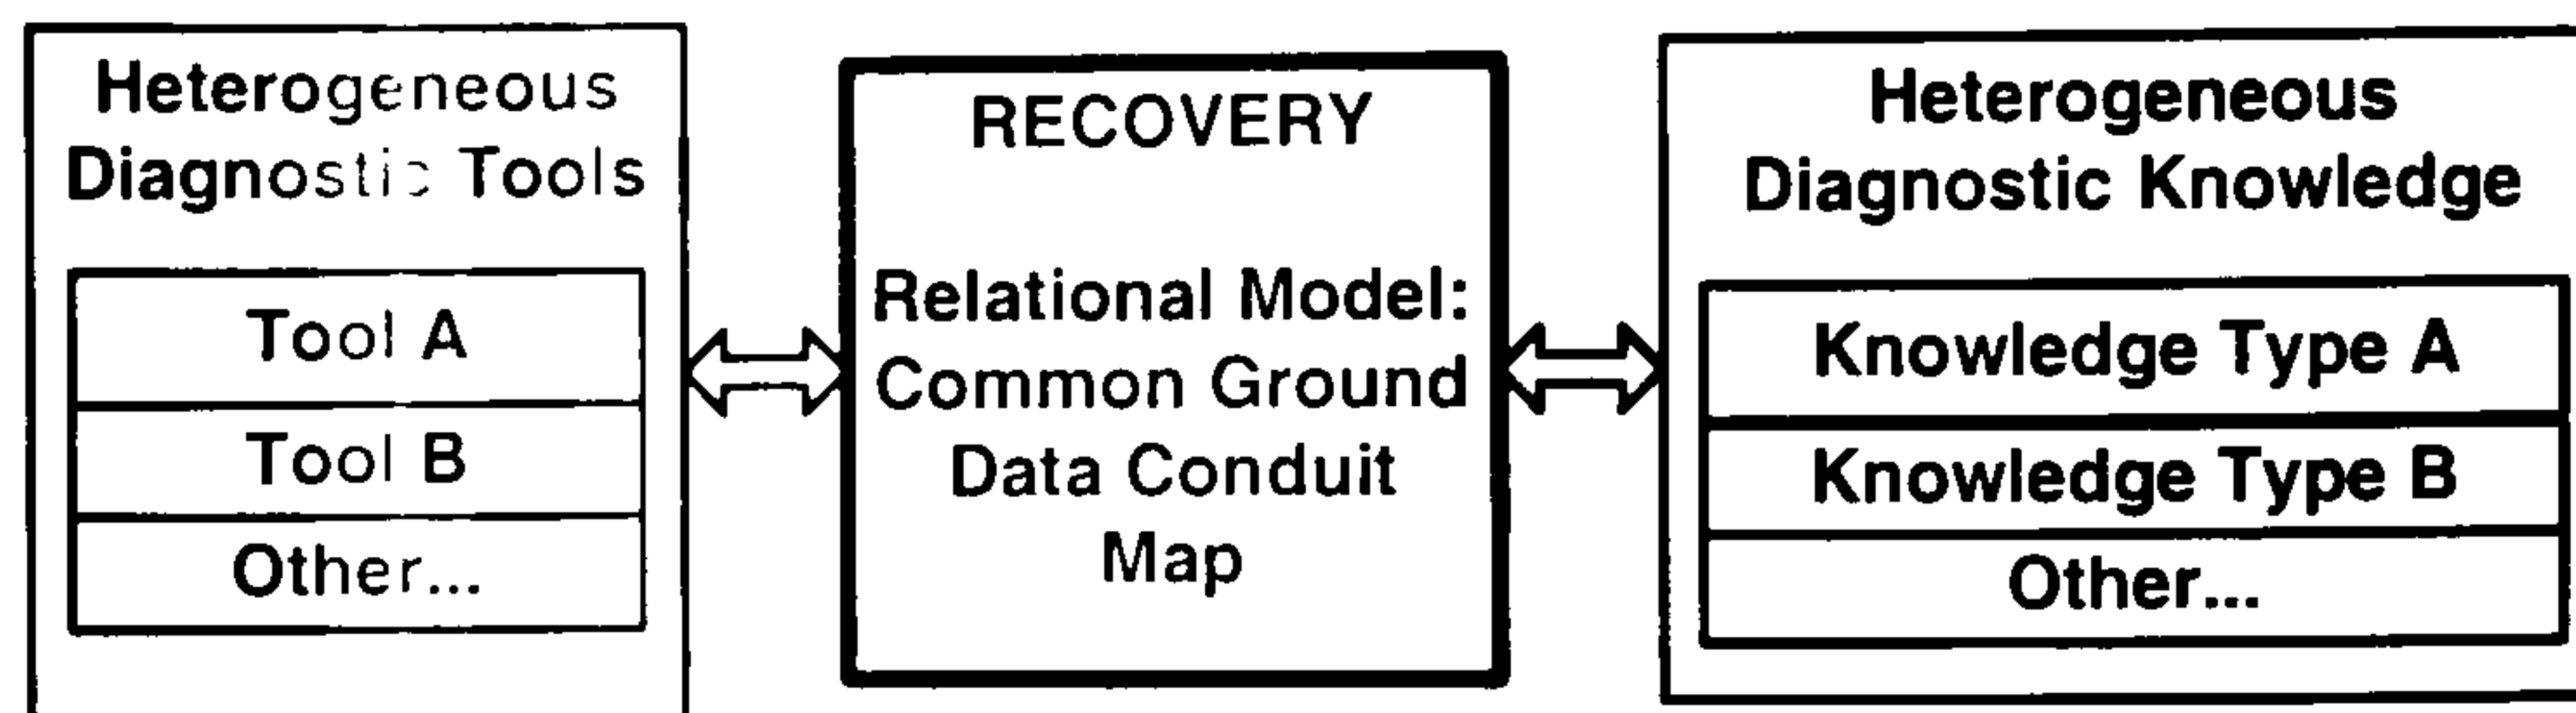 Heterogeneous
Diagnostic Tools
Tool A
Tool B
Other...
RECOVERY
Relational Model:
Common Ground
Data Conduit
Map
Heterogeneous
Diagnostic Knowledge
Knowledge Type A
Knowledge Type B
Other...